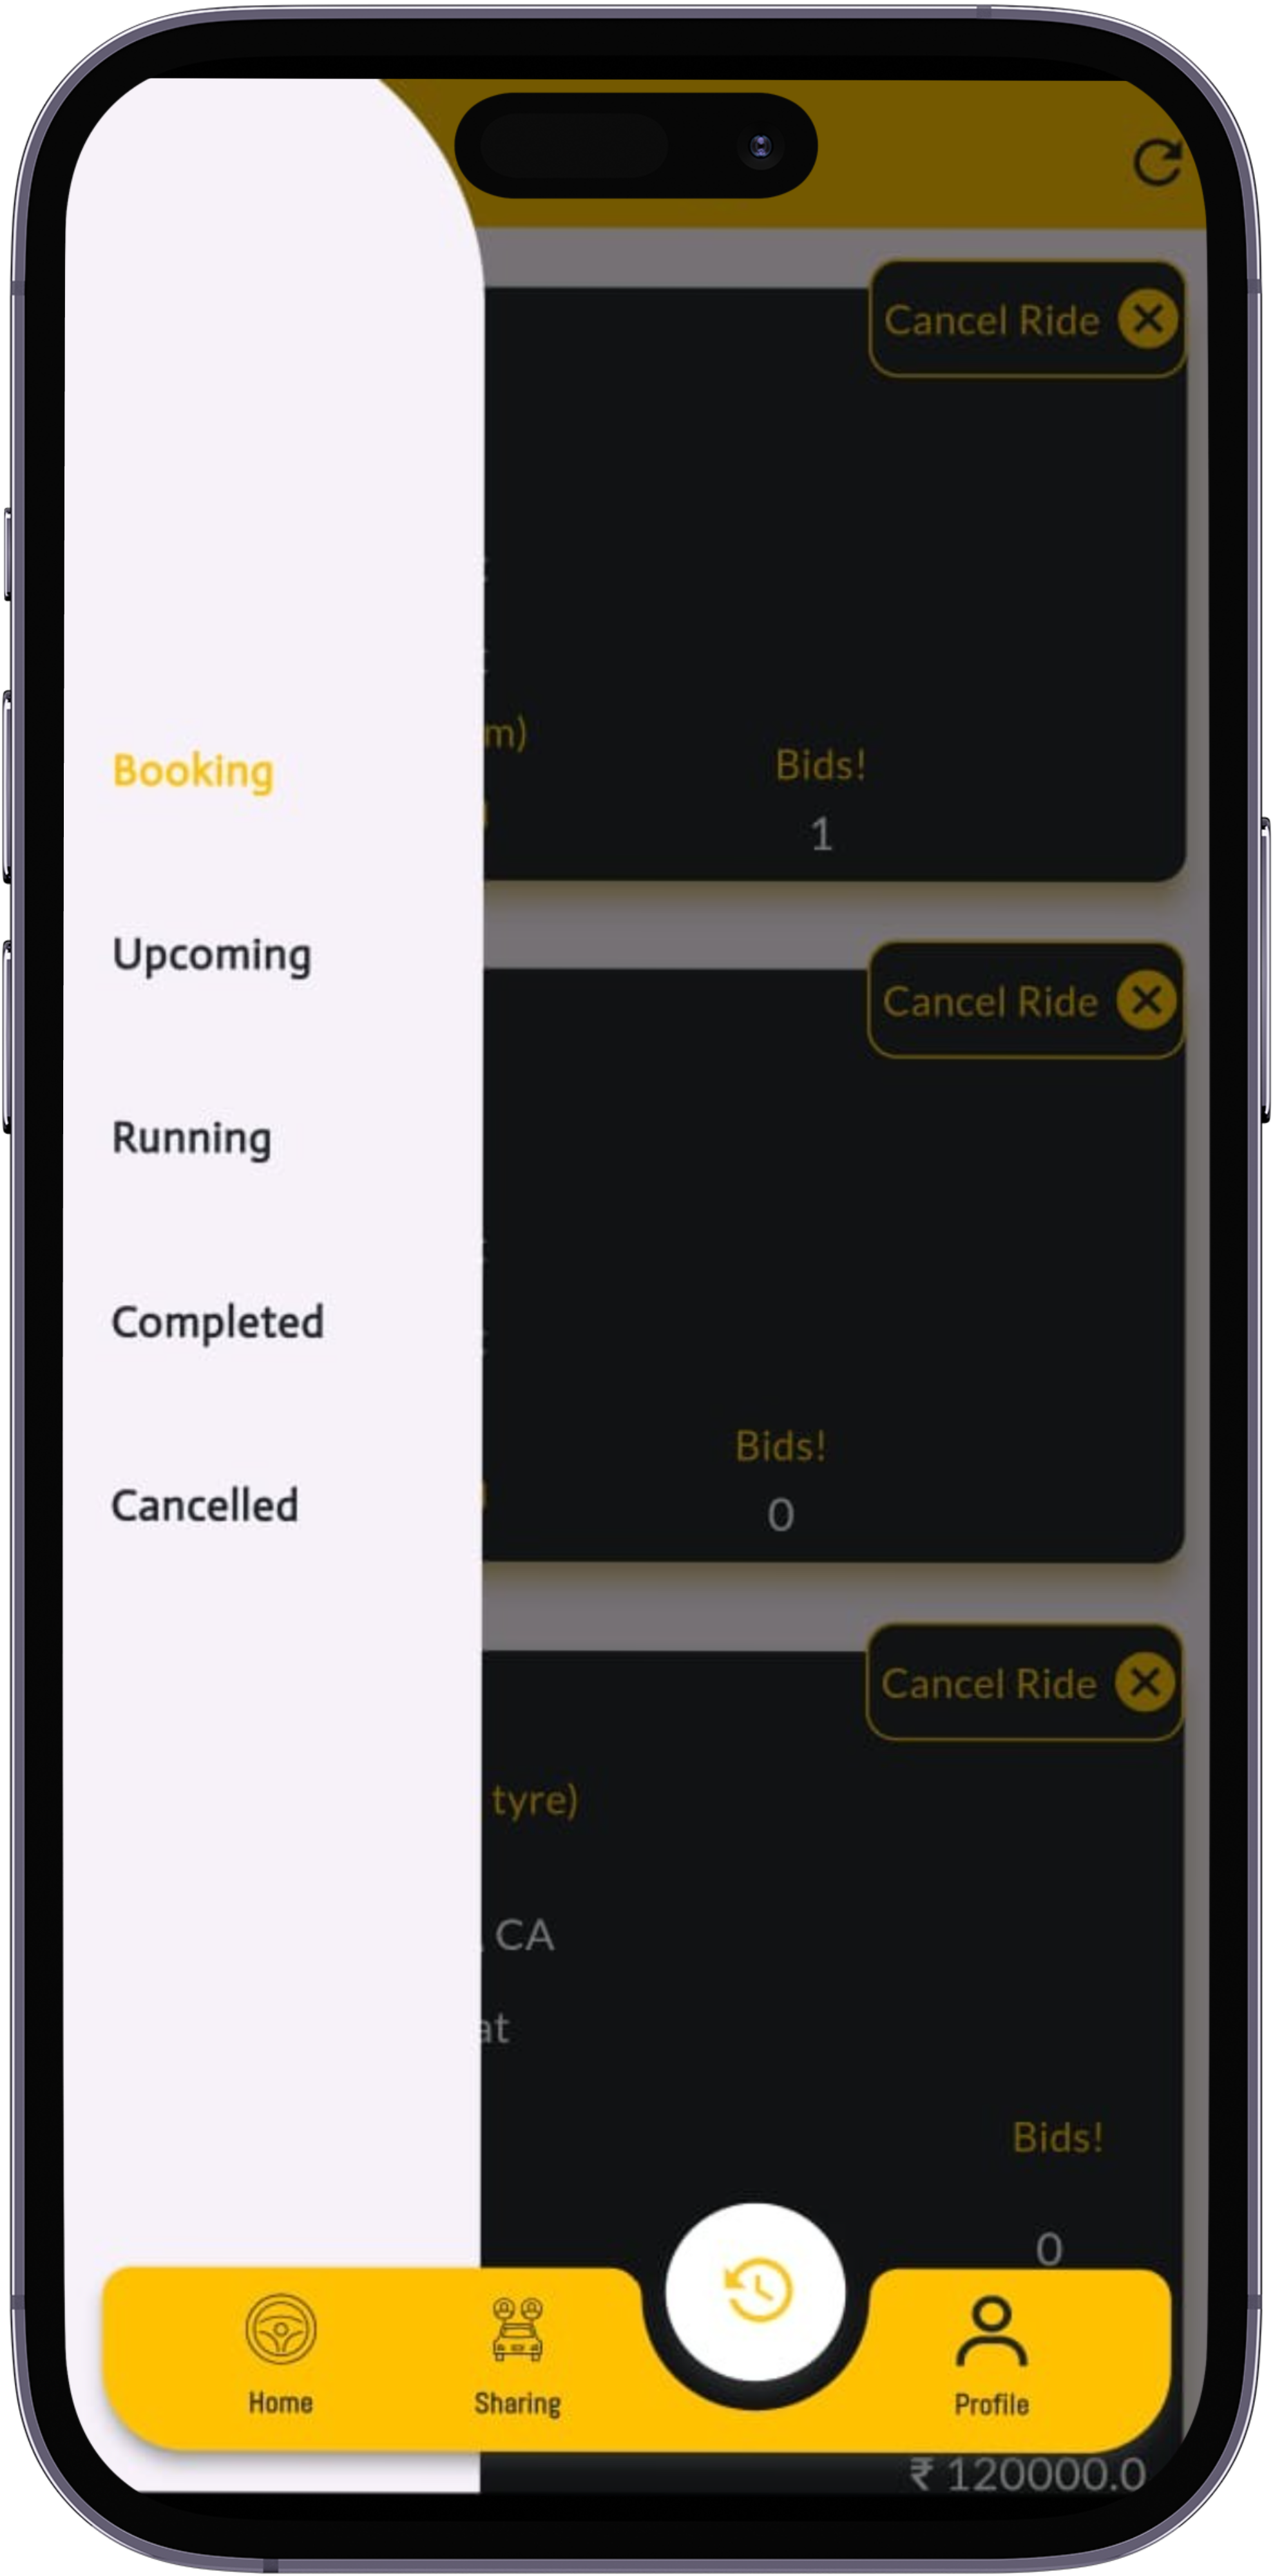 Cancel Ride
m)
Bids!
1
Booking
Upcoming
Cancel Ride
Running
Completed
Bids!
0
Cancelled
Cancel Ride
tyre)
, CA
at
Bids!
0
Home
Sharing
Profile
₹ 120000.0